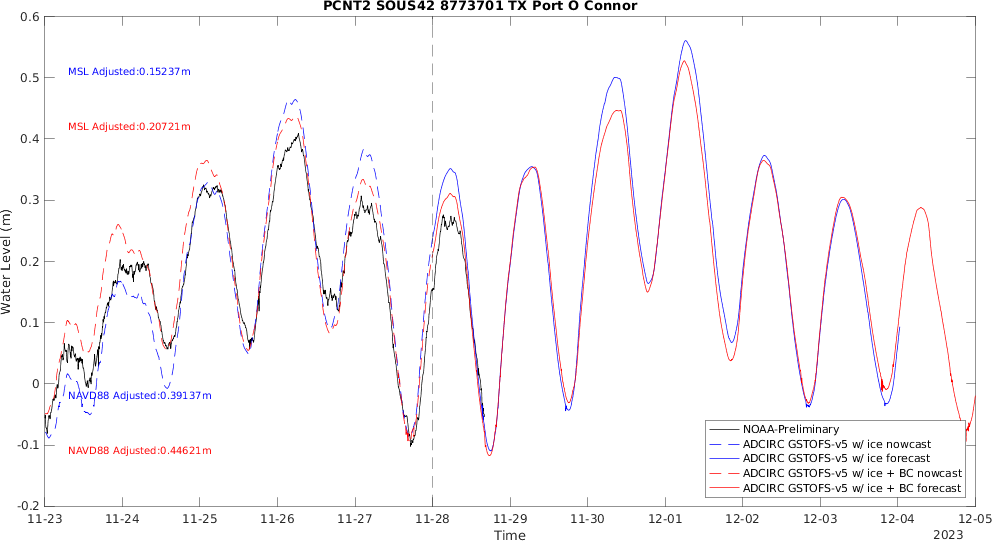 PCNT2 SOUS42 8773701 TX Port O Connor
0.6
0.5
0.4
0.3
0.2
0.1
0
-0.1
-0.2
Water Level (m)
MSL Adjusted:0.15237m
MSL Adjusted:0.20721m
NAVD88 Adjusted:0.39137m
NAVD88 Adjusted:0.44621m
NOAA-Preliminary
ADCIRC GSTOFS-v5 w/ ice nowcast
ADCIRC GSTOFS-v5 w/ ice forecast
ADCIRC GSTOFS-v5 w/ ice + BC nowcast
ADCIRC GSTOFS-v5 w/ ice + BC forecast
11-23 11-24 11-25 11-26 11-27 11-28 11-29 11-30 12-01 12-02 12-03 12-04 12-05
Time
2023